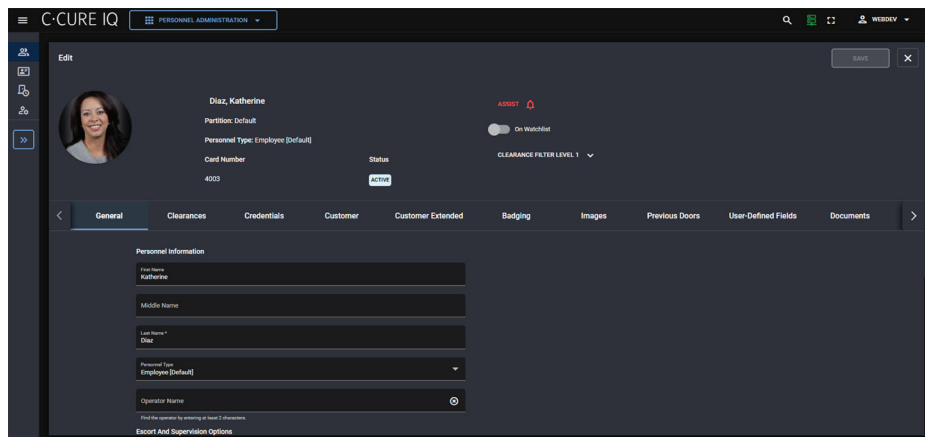 C·CURE IQ
PERSONNEL ADMINISTRATION
WEBDEV
Edit
SAVE
Diaz, Katherine
Partition: Default
Personnel Type: Employee [Default]
Card Number
Status
4003
ACTIVE
ASSIST
On Watchlist
CLEARANCE FILTER LEVEL 1
General
Clearances
Credentials
Customer
Customer Extended
Badging
Images
Previous Doors
User-Defined Fields
Documents
Personnel Information
First Name
Katherine
Middle Name
Last Name *
Diaz
Personnel Type
Employee [Default]
Operator Name
Find the operator by entering at least 2 characters.
Escort And Supervision Options